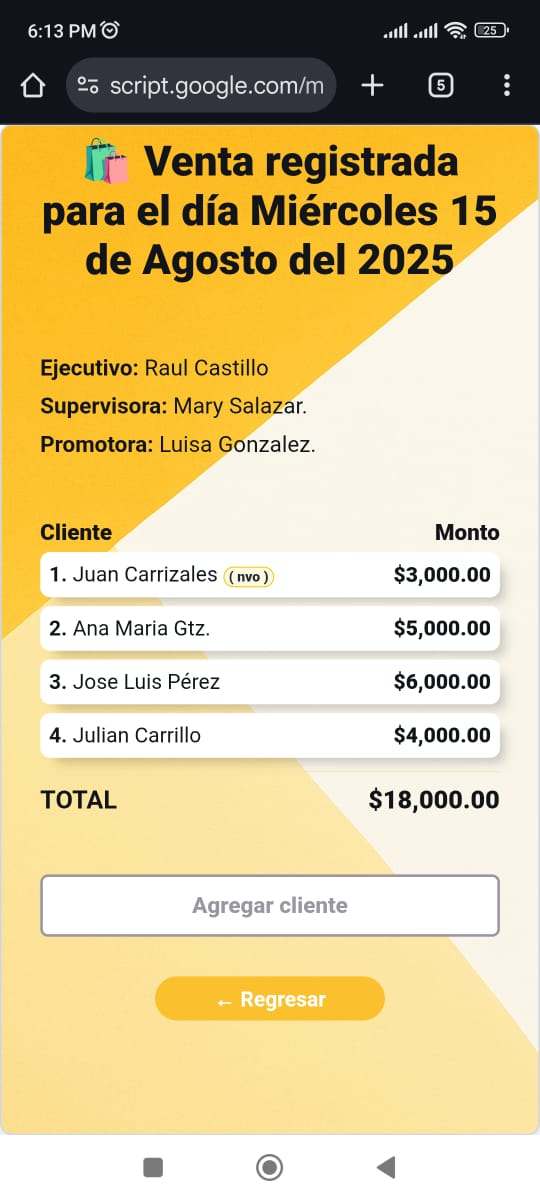 6:13 PM
25
script.google.com/m
5
Venta registrada
para el día Miércoles 15
de Agosto del 2025
Ejecutivo: Raul Castillo
Supervisora: Mary Salazar.
Promotora: Luisa Gonzalez.
Cliente Monto
1. Juan Carrizales ( nvo ) $3,000.00
2. Ana Maria Gtz. $5,000.00
3. Jose Luis Pérez $6,000.00
4. Julian Carrillo $4,000.00
TOTAL $18,000.00
Agregar cliente
← Regresar